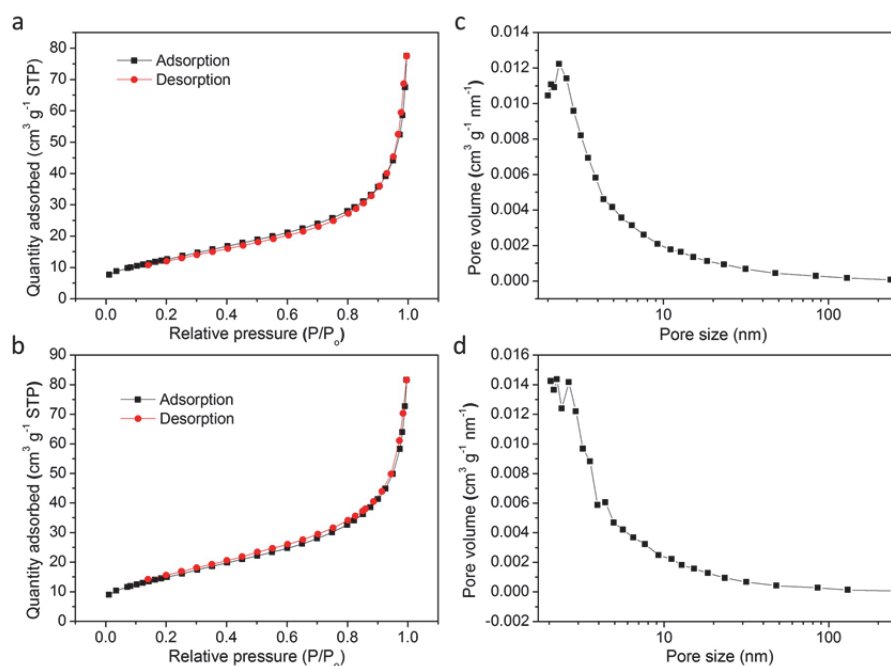 a
Quantity adsorbed (cm³ g⁻¹ STP)
80
70
60
50
40
30
20
10
0
Adsorption
Desorption
0.0 0.2 0.4 0.6 0.8 1.0
Relative pressure (P/Pₒ)
c
Pore volume (cm³ g⁻¹ nm⁻¹)
0.014
0.012
0.010
0.008
0.006
0.004
0.002
0.000
10 100
Pore size (nm)
b
Quantity adsorbed (cm³ g⁻¹ STP)
90
80
70
60
50
40
30
20
10
0
Adsorption
Desorption
0.0 0.2 0.4 0.6 0.8 1.0
Relative pressure (P/Pₒ)
d
Pore volume (cm³ g⁻¹ nm⁻¹)
0.016
0.014
0.012
0.010
0.008
0.006
0.004
0.002
0.000
-0.002
10 100
Pore size (nm)